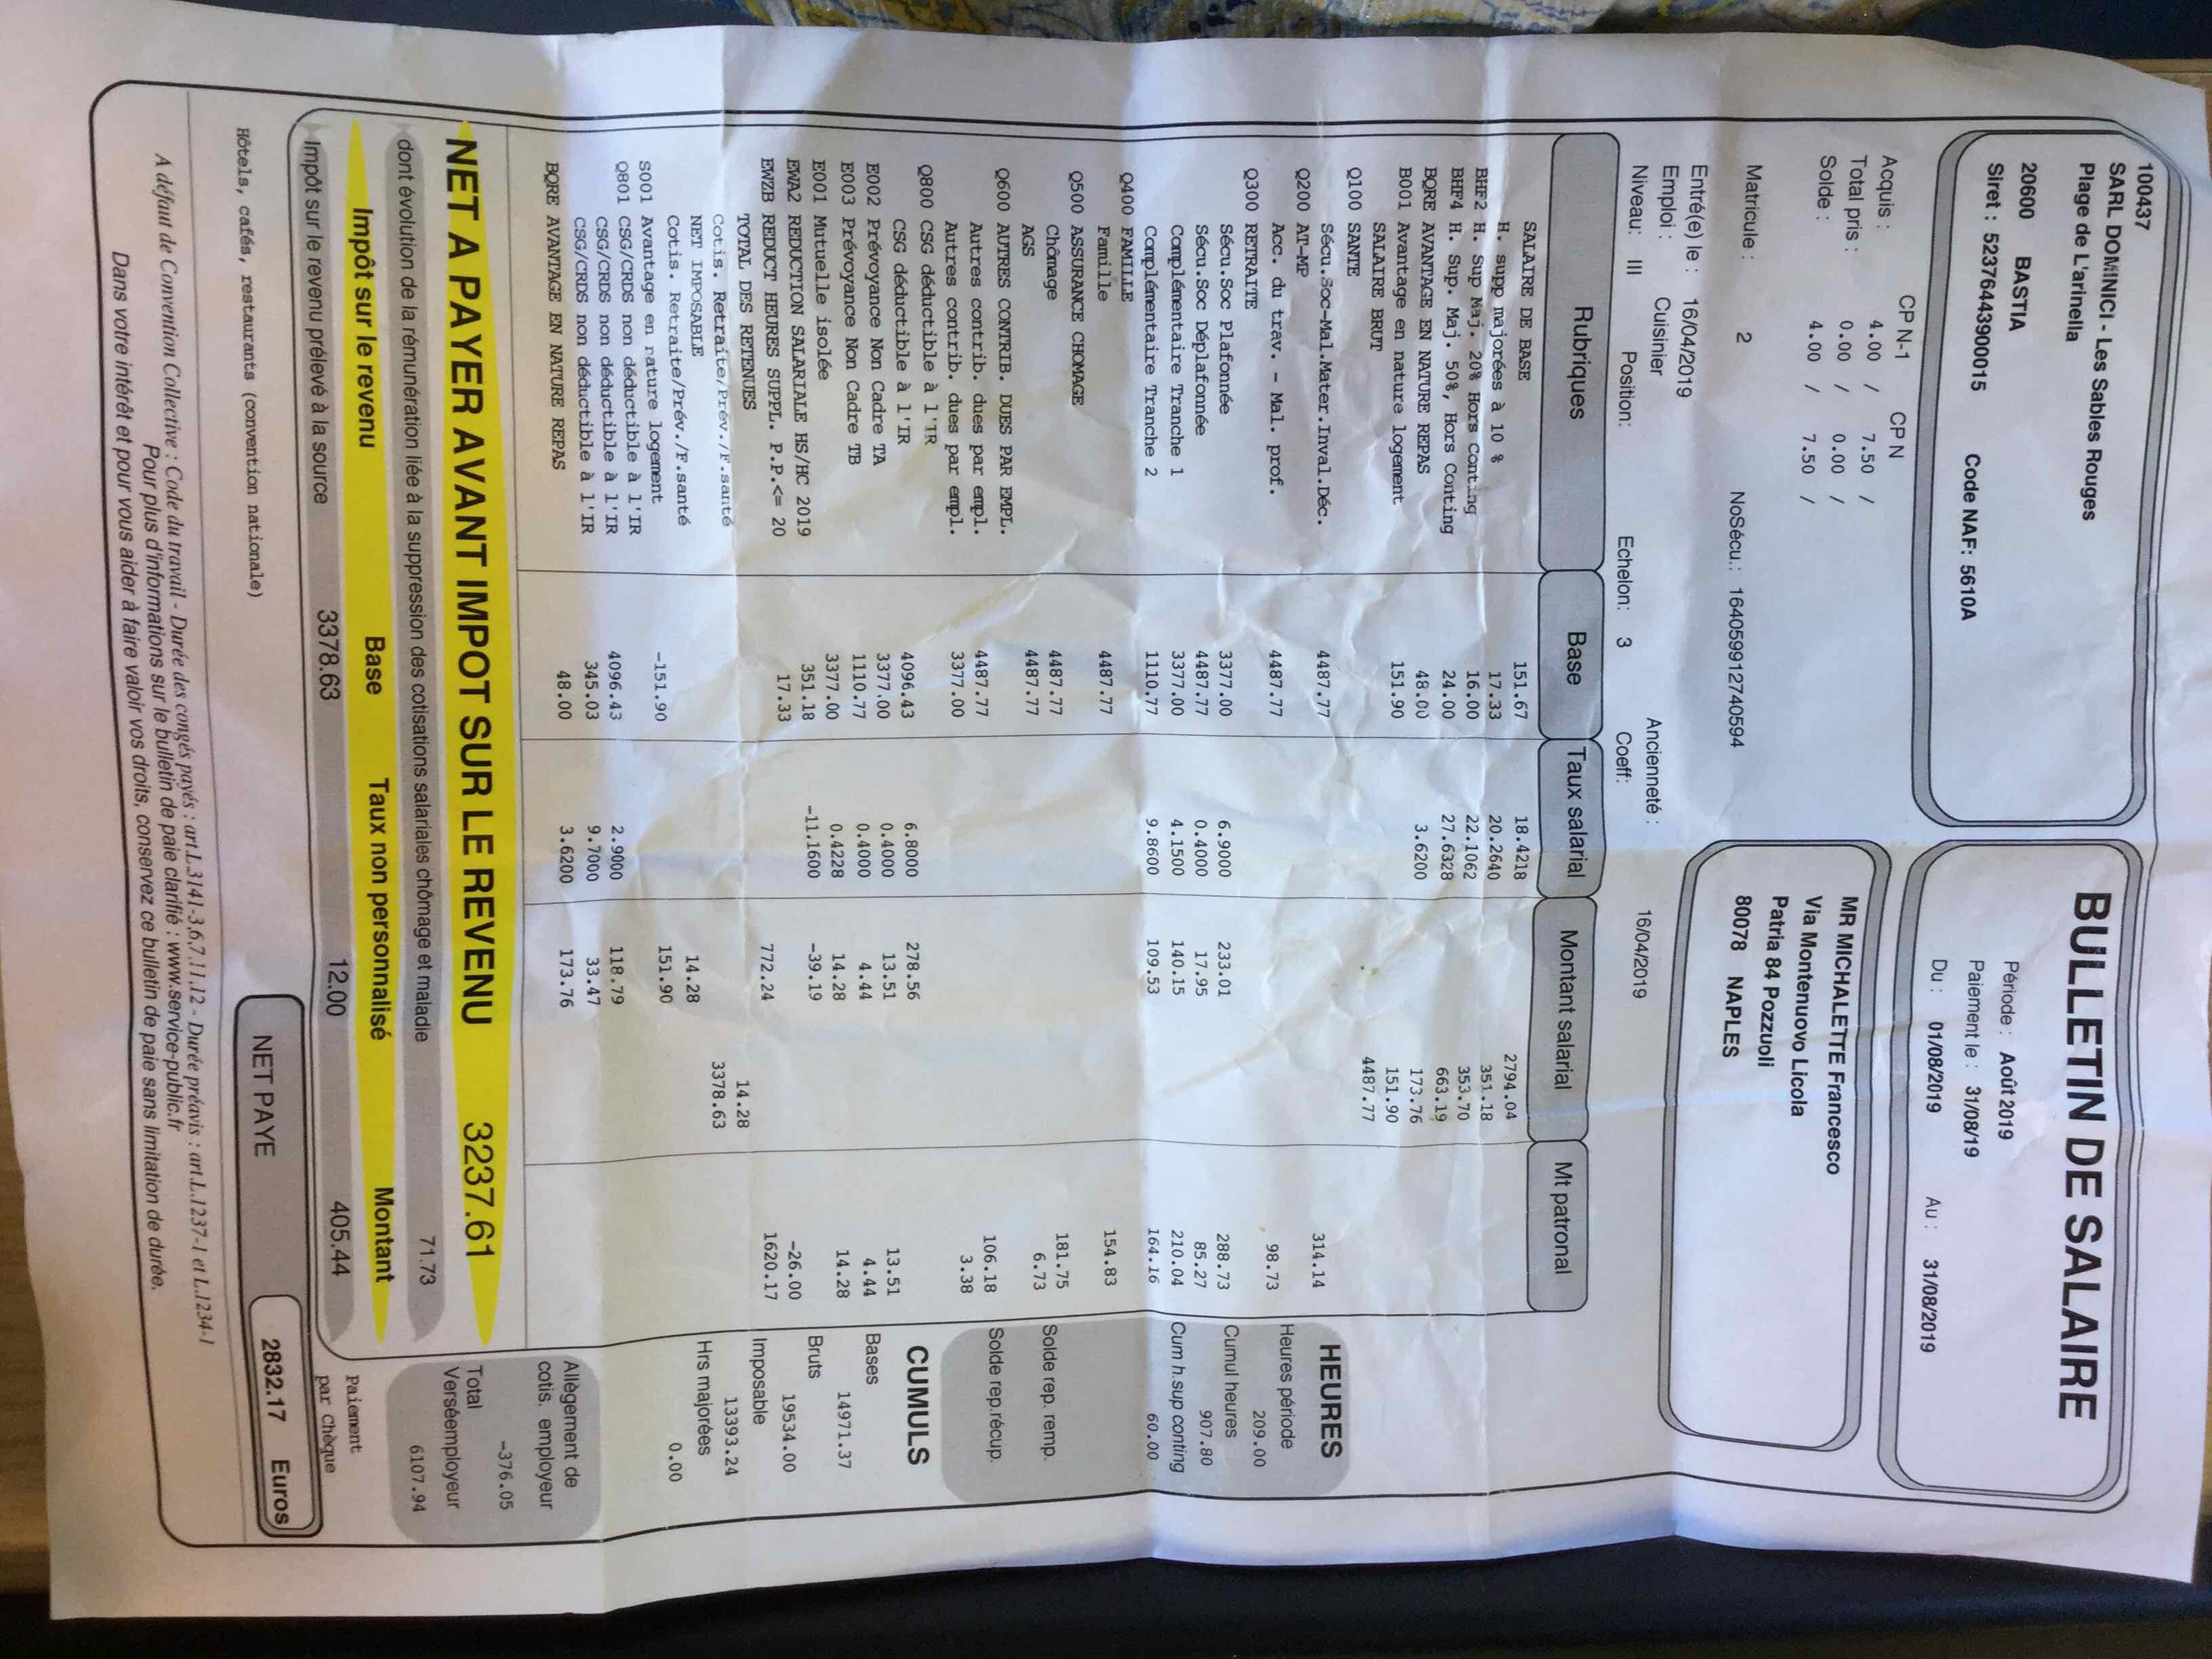 100437
SARL DOMINICI - Les Sables Rouges
Plage de L'arinella
20600 BASTIA
Siret : 52376443900015 Code NAF: 5610A
BULLETIN DE SALAIRE
Période : Août 2019
Paiement le : 31/08/19
Du : 01/08/2019 Au : 31/08/2019
CP N-1 CP N
Acquis : 4.00 / 7.50 /
Total pris : 0.00 / 0.00 /
Solde : 4.00 / 7.50 /
MR MICHALETTE Francesco
Via Montenuovo Licola
Patria 84 Pozzuoli
80078 NAPLES
Matricule : 2 NoSécu.: 1640599127405​94
Entré(e) le : 16/04/2019 Ancienneté : 16/04/2019
Emploi : Cuisinier
Niveau: III Position: Echelon: 3 Coeff:
Rubriques Base Taux salarial Montant salarial Mt patronal
SALAIRE DE BASE 151.67 18.4218 2794.04
H. supp majorées à 10 % 17.33 20.2640 351.18
BHF2 H. Sup Maj. 20% Hors Conting 16.00 22.1062 353.70
BHF4 H. Sup. Maj. 50%, Hors Conting 24.00 27.6328 663.19
BQRE AVANTAGE EN NATURE REPAS 48.00 3.6200 173.76
B001 Avantage en nature logement 151.90 151.90
SALAIRE BRUT 4487.77
Q100 SANTE
Sécu.Soc-Mal.Mater.Inval.Déc. 4487.77 314.14
Q200 AT-MP
Acc. du trav. - Mal. prof. 4487.77 98.73
Q300 RETRAITE
Sécu.Soc Plafonnée 3377.00 6.9000 233.01 288.73
Sécu.Soc Déplafonnée 4487.77 0.4000 17.95 85.27
Complémentaire Tranche 1 3377.00 4.1500 140.15 210.04
Complémentaire Tranche 2 1110.77 9.8600 109.53 164.16
Q400 FAMILLE
Famille 4487.77 154.83
Q500 ASSURANCE CHOMAGE
Chômage 4487.77 181.75
AGS 4487.77 6.73
Q600 AUTRES CONTRIB. DUES PAR EMPL.
Autres contrib. dues par empl. 4487.77 106.18
Autres contrib. dues par empl. 3377.00 3.38
Q800 CSG déductible à l'IR
CSG déductible à l'IR 4096.43 6.8000 278.56
E002 Prévoyance Non Cadre TA 3377.00 0.4000 13.51 13.51
E003 Prévoyance Non Cadre TB 1110.77 0.4000 4.44 4.44
E001 Mutuelle isolée 3377.00 0.4228 14.28 14.28
EWA2 REDUCTION SALARIALE HS/HC 2019 351.18 -11.1600 -39.19
EWZB REDUCT HEURES SUPPL. P.P.<= 20 17.33 -26.00
TOTAL DES RETENUES 772.24 1620.17
Cotis. Retraite/Prév./F.santé 14.28
NET IMPOSABLE 3378.63
Cotis. Retraite/Prév./F.santé 14.28
S001 Avantage en nature logement -151.90 151.90
Q801 CSG/CRDS non déductible à l'IR
CSG/CRDS non déductible à l'IR 4096.43 2.9000 118.79
CSG/CRDS non déductible à l'IR 345.03 9.7000 33.47
BQRE AVANTAGE EN NATURE REPAS 48.00 3.6200 173.76
HEURES
Heures période
209.00
Cumul heures
907.80
Cum h.sup conting
60.00
Solde rep. remp.
Solde rep.récup.
CUMULS
Bases
14971.37
Bruts
19534.00
Imposable
13393.24
Hrs majorées
0.00
Allègement de
cotis. employeur
-376.05
Total
Verséemployeur
6107.94
NET A PAYER AVANT IMPOT SUR LE REVENU 3237.61
dont évolution de la rémunération liée à la suppression des cotisations salariales chômage et maladie 71.73
Impôt sur le revenu Base Taux non personnalisé Montant
Impôt sur le revenu prélevé à la source 3378.63 12.00 405.44
Paiement
par Chèque
Hôtels, cafés, restaurants (convention nationale)
NET PAYE 2832.17 Euros
A défaut de Convention Collective : Code du travail - Durée des congés payés : art.L.3141-3,6,7,11,12 - Durée préavis : art.L.1237-1 et L.1234-1
Pour plus d'informations sur le bulletin de paie clarifié : www.service-public.fr
Dans votre intérêt et pour vous aider à faire valoir vos droits, conservez ce bulletin de paie sans limitation de durée.